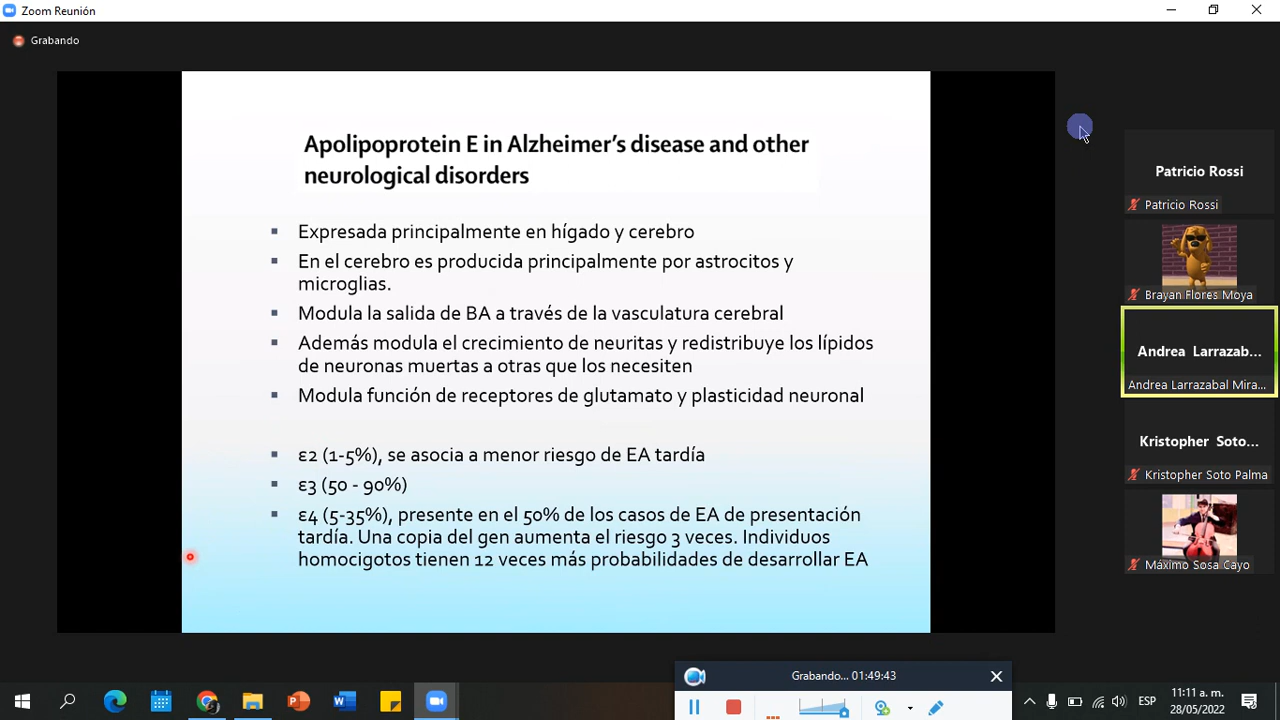 Zoom Reunión
Grabando
Apolipoprotein E in Alzheimer's disease and other
neurological disorders
Expresada principalmente en hígado y cerebro
En el cerebro es producida principalmente por astrocitos y
microglias.
Modula la salida de BA a través de la vasculatura cerebral
Además modula el crecimiento de neuritas y redistribuye los lípidos
de neuronas muertas a otras que los necesiten
Modula función de receptores de glutamato y plasticidad neuronal
ε2 (1-5%), se asocia a menor riesgo de EA tardía
ε3 (50 - 90%)
ε4 (5-35%), presente en el 50% de los casos de EA de presentación
tardía. Una copia del gen aumenta el riesgo 3 veces. Individuos
homocigotos tienen 12 veces más probabilidades de desarrollar EA
Patricio Rossi
Patricio Rossi
Brayan Flores Moya
Andrea Larrazab...
Andrea Larrazabal Mira...
Kristopher Soto...
Kristopher Soto Palma
Máximo Sosa Cayo
Grabando... 01:49:43
ESP
11:11 a. m.
28/05/2022